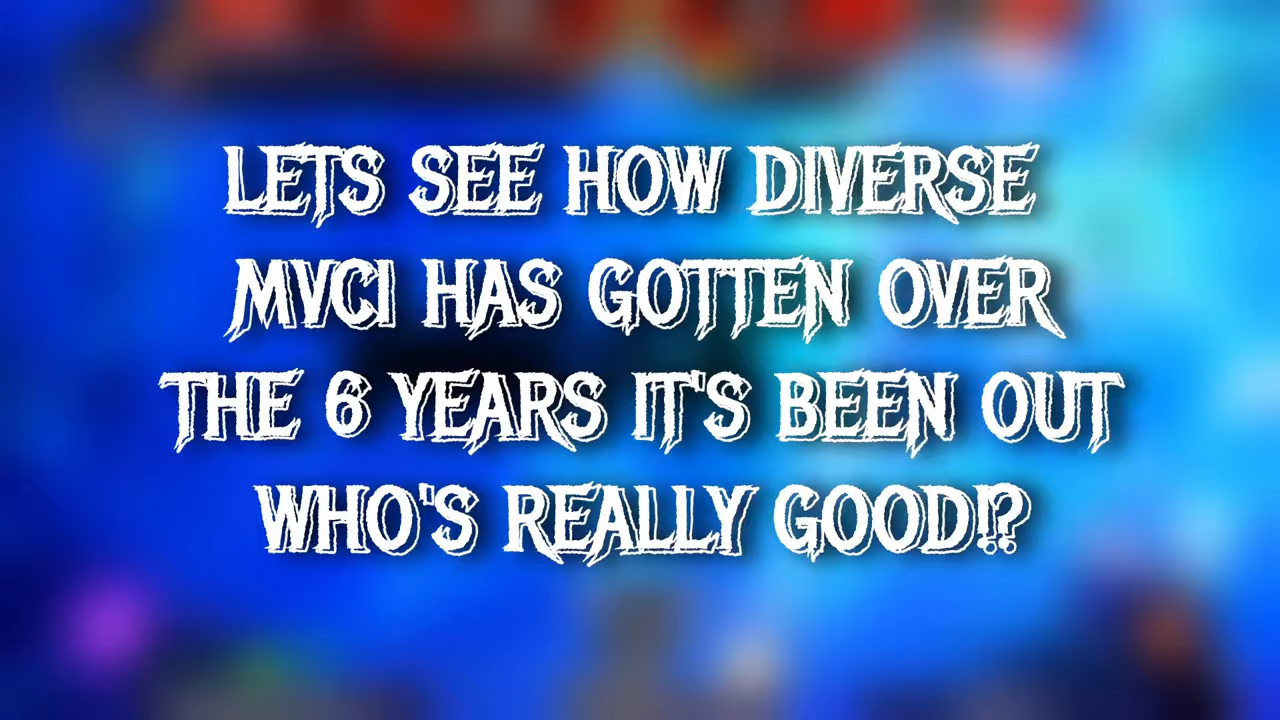 LETS SEE HOW DIVERSE
MVCI HAS GOTTEN OVER
THE 6 YEARS IT'S BEEN OUT
WHO'S REALLY GOOD!?